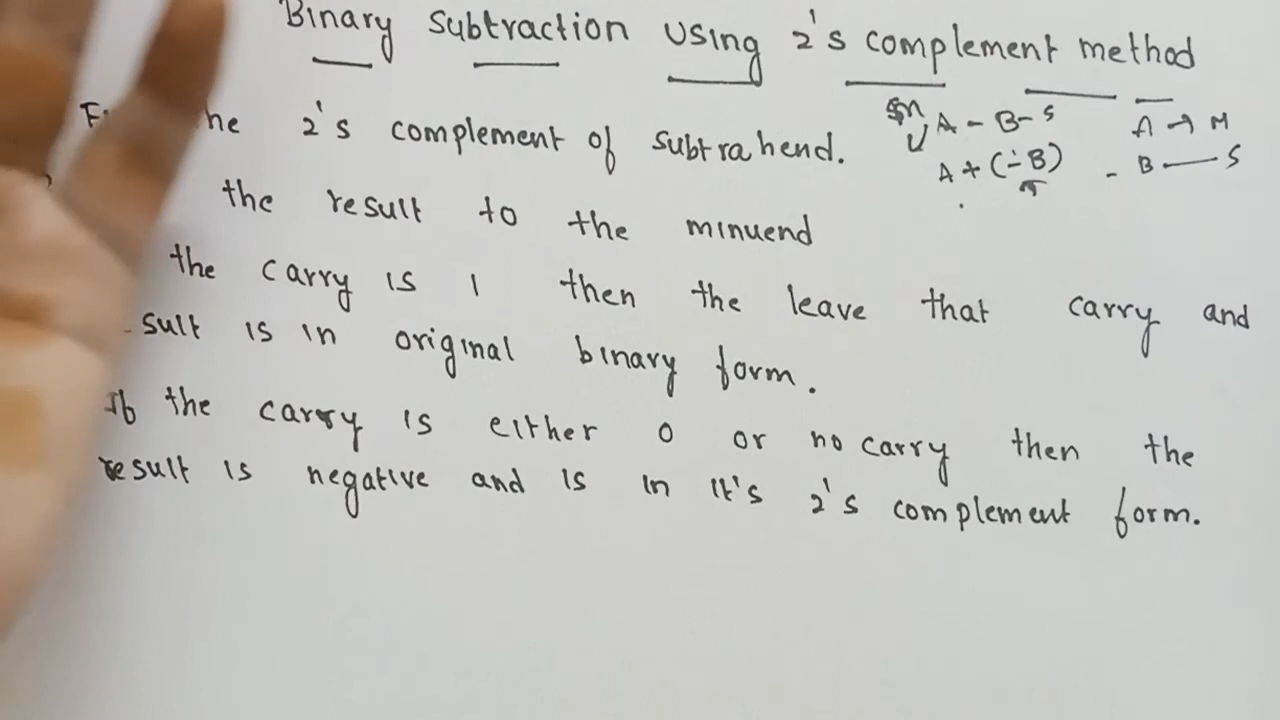 Binary subtraction using 2's complement method
he 2's complement of subtrahend.
the result to the minuend
the carry is 1 then the leave that carry and
sult is in original binary form.
If the carry is either 0 or no carry then the
result is negative and is in it's 2's complement form.
A - B - S
A + (-B)
A → M
- B — S